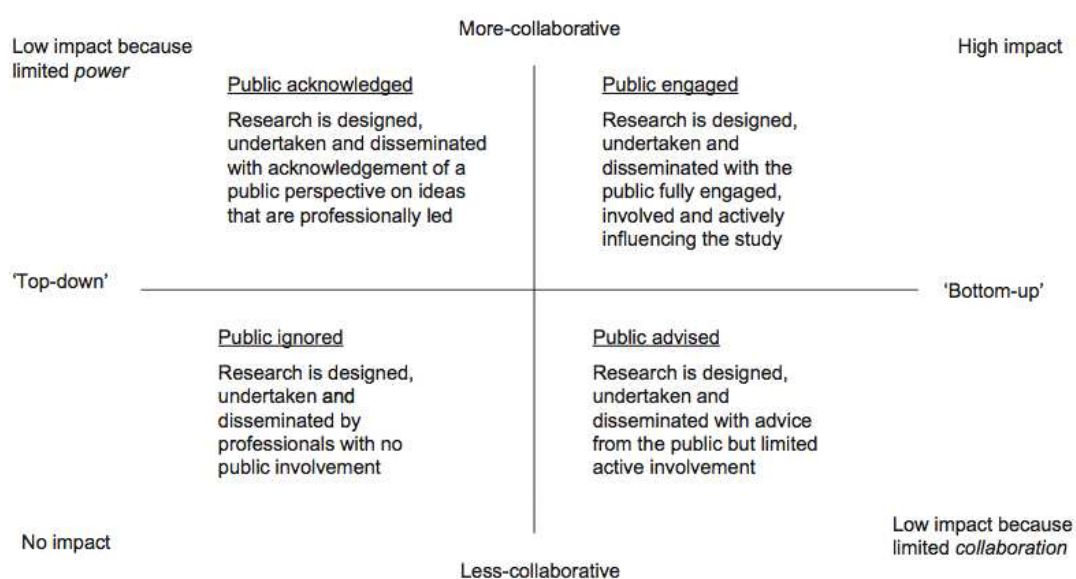 More-collaborative
Low impact because
limited power
High impact
Public acknowledged
Research is designed,
undertaken and disseminated
with acknowledgement of a
public perspective on ideas
that are professionally led
Public engaged
Research is designed,
undertaken and
disseminated with the
public fully engaged,
involved and actively
influencing the study
'Top-down'
'Bottom-up'
Public ignored
Research is designed,
undertaken and
disseminated by
professionals with no
public involvement
Public advised
Research is designed,
undertaken and
disseminated with advice
from the public but limited
active involvement
No impact
Low impact because
limited collaboration
Less-collaborative